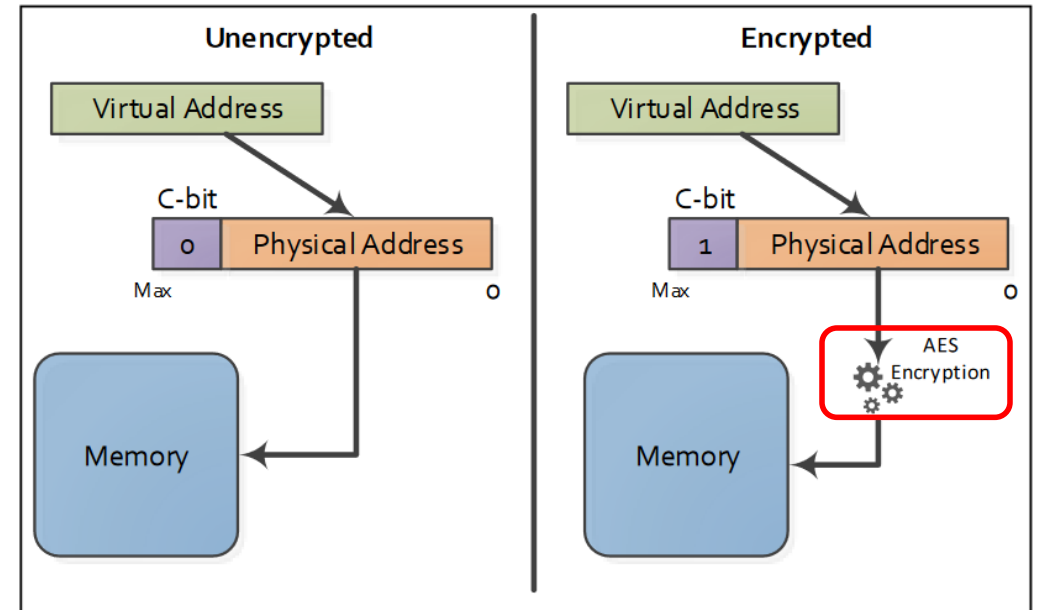 Unencrypted
Virtual Address
C-bit
0 Physical Address
Max 0
Memory
Encrypted
Virtual Address
C-bit
1 Physical Address
Max 0
AES
Encryption
Memory